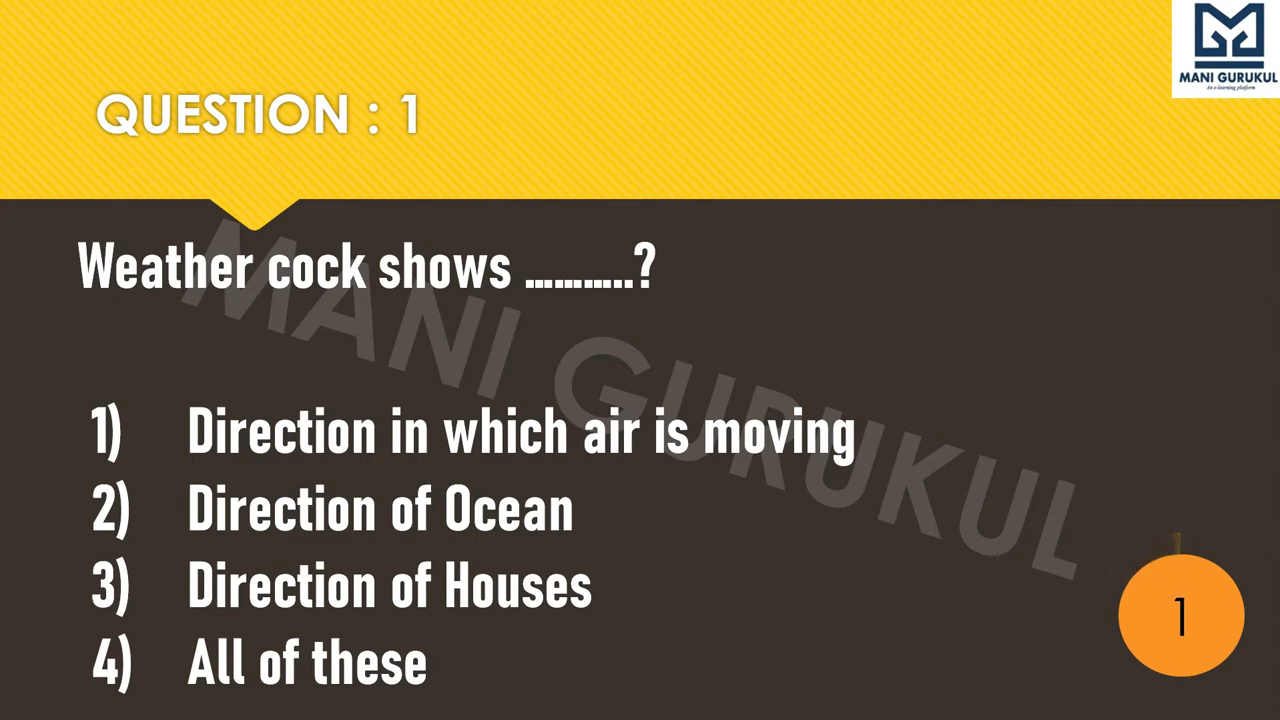 MANI GURUKUL
An e-learning platform
QUESTION : 1
Weather cock shows ...........?
MANI GURUKUL
1) Direction in which air is moving
2) Direction of Ocean
3) Direction of Houses
4) All of these
1